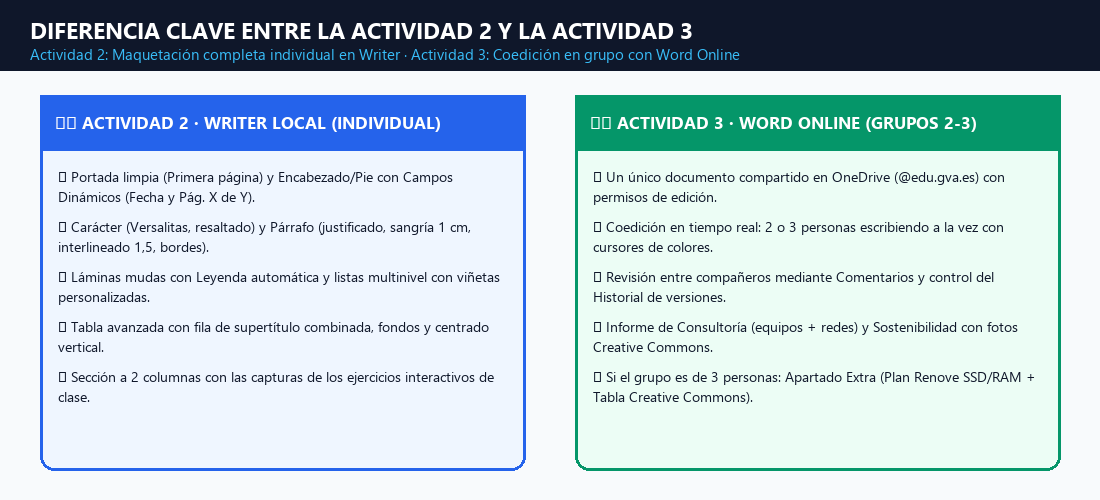 DIFERENCIA CLAVE ENTRE LA ACTIVIDAD 2 Y LA ACTIVIDAD 3
Actividad 2: Maquetación completa individual en Writer · Actividad 3: Coedición en grupo con Word Online
ACTIVIDAD 2 · WRITER LOCAL (INDIVIDUAL)
Portada limpia (Primera página) y Encabezado/Pie con Campos
Dinámicos (Fecha y Pág. X de Y).
Carácter (Versalitas, resaltado) y Párrafo (justificado, sangría 1 cm,
interlineado 1,5, bordes).
Láminas mudas con Leyenda automática y listas multinivel con viñetas
personalizadas.
Tabla avanzada con fila de supertítulo combinada, fondos y centrado
vertical.
Sección a 2 columnas con las capturas de los ejercicios interactivos de
clase.
ACTIVIDAD 3 · WORD ONLINE (GRUPOS 2-3)
Un único documento compartido en OneDrive (@edu.gva.es) con
permisos de edición.
Coedición en tiempo real: 2 o 3 personas escribiendo a la vez con
cursores de colores.
Revisión entre compañeros mediante Comentarios y control del
Historial de versiones.
Informe de Consultoría (equipos + redes) y Sostenibilidad con fotos
Creative Commons.
Si el grupo es de 3 personas: Apartado Extra (Plan Renove SSD/RAM +
Tabla Creative Commons).